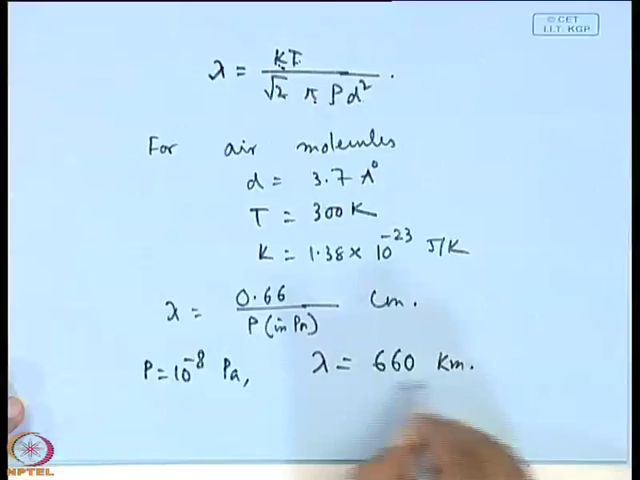 © CET
I.I.T. KGP
λ = KT / √2 π P d² .
For air molecules
d = 3.7 A°
T = 300 K
K = 1.38 × 10⁻²³ J/K
λ = 0.66 / P (in Pa) Cm.
P = 10⁻⁸ Pa, λ = 660 Km.
NPTEL